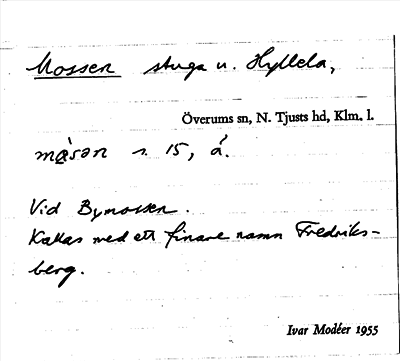 Mossen stuga u. Hyllela,
Överums sn, N. Tjusts hd, Klm. l.
s. 15, å.
Vid Bymossen.
Kallas med ett finare namn Fredriks-
berg.
Ivar Modéer 1955